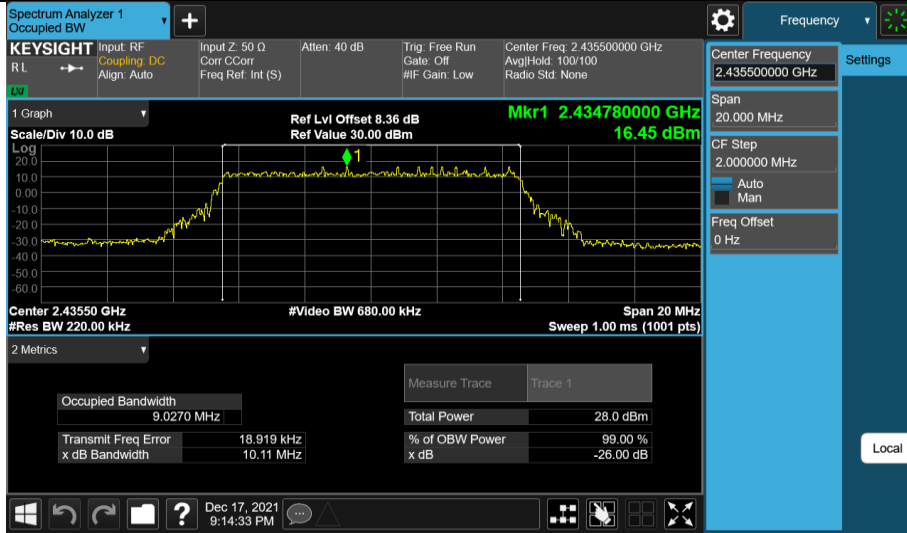 Spectrum Analyzer 1
Occupied BW
+
Frequency
KEYSIGHT
RL
LXI
Input: RF
Coupling: DC
Align: Auto
Input Z: 50 Ω
Corr CCorr
Freq Ref: Int (S)
Atten: 40 dB
Trig: Free Run
Gate: Off
#IF Gain: Low
Center Freq: 2.435500000 GHz
Avg|Hold: 100/100
Radio Std: None
Center Frequency
2.435500000 GHz
Settings
Span
20.000 MHz
CF Step
2.000000 MHz
Auto
Man
Freq Offset
0 Hz
Local
1 Graph
Scale/Div 10.0 dB
Ref Lvl Offset 8.36 dB
Ref Value 30.00 dBm
Mkr1 2.434780000 GHz
16.45 dBm
Log
20.0
10.0
0.00
-10.0
-20.0
-30.0
-40.0
-50.0
-60.0
1
Center 2.43550 GHz
#Video BW 680.00 kHz
Span 20 MHz
#Res BW 220.00 kHz
Sweep 1.00 ms (1001 pts)
2 Metrics
Measure Trace
Trace 1
Occupied Bandwidth
9.0270 MHz
Total Power
28.0 dBm
Transmit Freq Error
18.919 kHz
% of OBW Power
99.00 %
x dB Bandwidth
10.11 MHz
x dB
-26.00 dB
?
Dec 17, 2021
9:14:33 PM